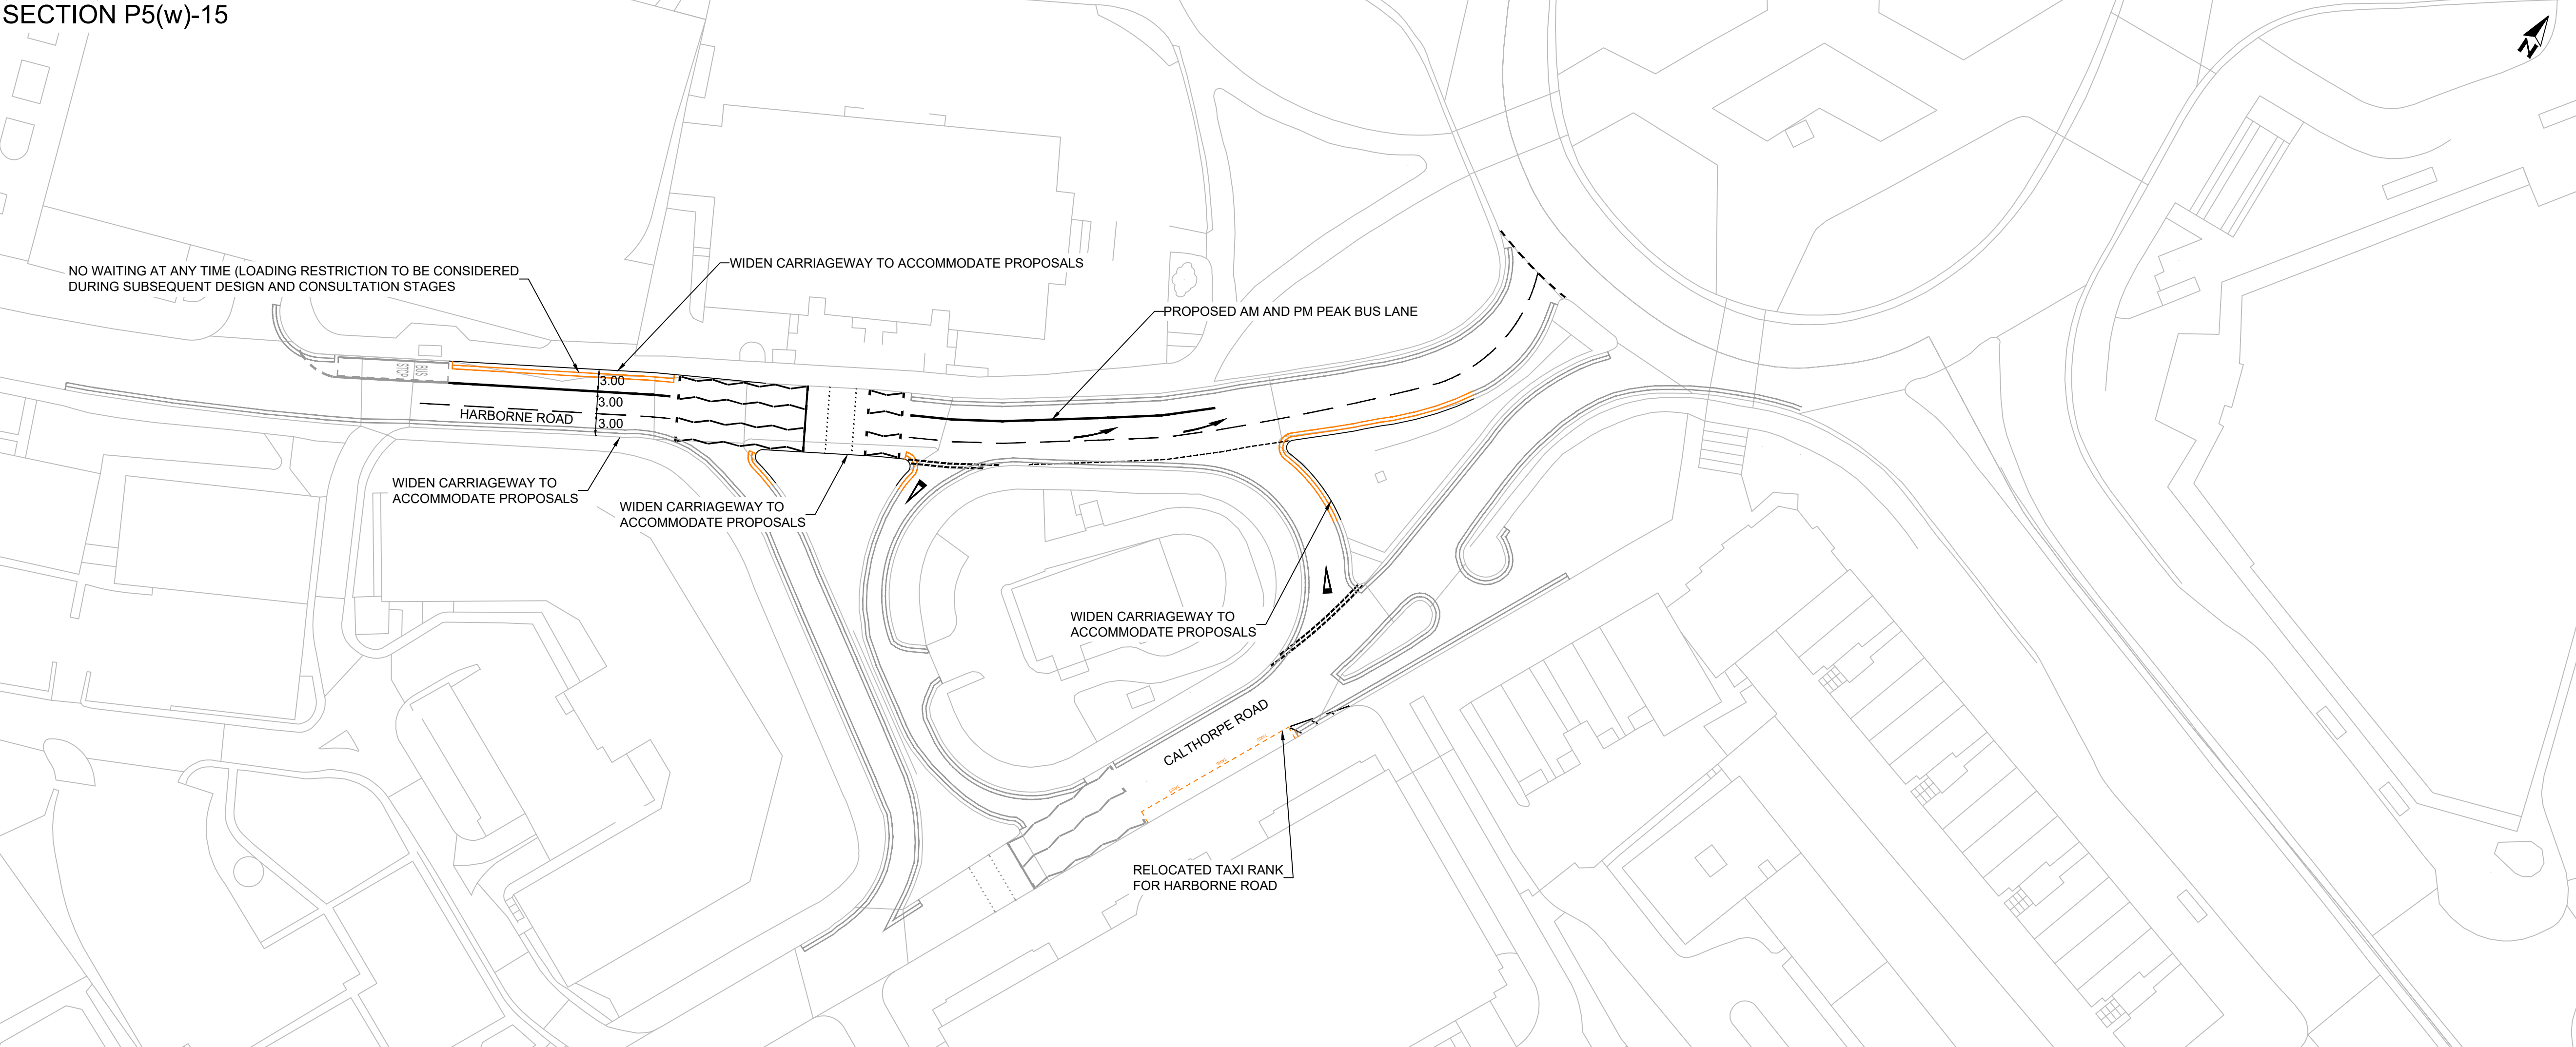 SECTION P5(w)-15
N
NO WAITING AT ANY TIME (LOADING RESTRICTION TO BE CONSIDERED
DURING SUBSEQUENT DESIGN AND CONSULTATION STAGES
WIDEN CARRIAGEWAY TO ACCOMMODATE PROPOSALS
PROPOSED AM AND PM PEAK BUS LANE
BUS
STOP
3.00
3.00
3.00
HARBORNE ROAD
WIDEN CARRIAGEWAY TO
ACCOMMODATE PROPOSALS
WIDEN CARRIAGEWAY TO
ACCOMMODATE PROPOSALS
WIDEN CARRIAGEWAY TO
ACCOMMODATE PROPOSALS
CALTHORPE ROAD
RELOCATED TAXI RANK
FOR HARBORNE ROAD